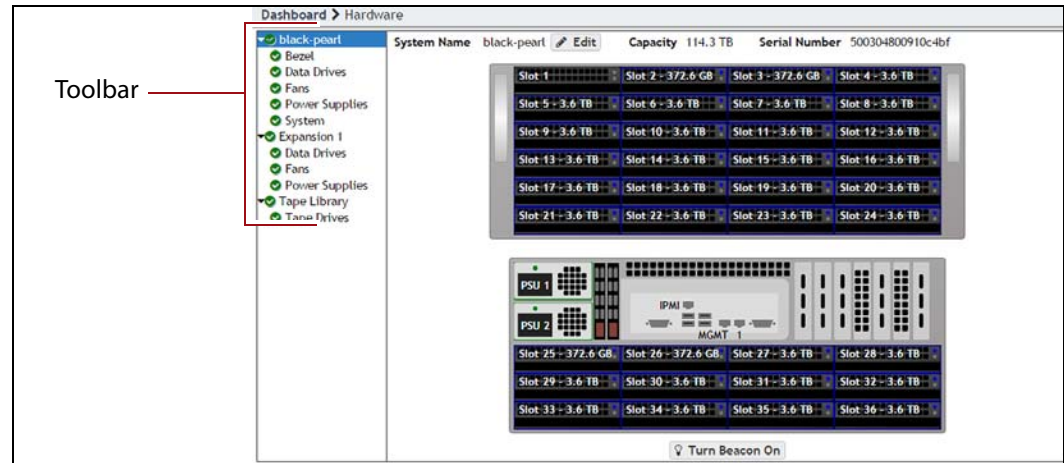 Dashboard > Hardware
Toolbar
black-pearl
Bezel
Data Drives
Fans
Power Supplies
System
Expansion 1
Data Drives
Fans
Power Supplies
Tape Library
Tape Drives
System Name black-pearl Edit Capacity 114.3 TB Serial Number 500304800910c4bf
Slot 1 Slot 2 - 372.6 GB Slot 3 - 372.6 GB Slot 4 - 3.6 TB
Slot 5 - 3.6 TB Slot 6 - 3.6 TB Slot 7 - 3.6 TB Slot 8 - 3.6 TB
Slot 9 - 3.6 TB Slot 10 - 3.6 TB Slot 11 - 3.6 TB Slot 12 - 3.6 TB
Slot 13 - 3.6 TB Slot 14 - 3.6 TB Slot 15 - 3.6 TB Slot 16 - 3.6 TB
Slot 17 - 3.6 TB Slot 18 - 3.6 TB Slot 19 - 3.6 TB Slot 20 - 3.6 TB
Slot 21 - 3.6 TB Slot 22 - 3.6 TB Slot 23 - 3.6 TB Slot 24 - 3.6 TB
PSU 1
IPMI
PSU 2
MGMT 1
Slot 25 - 372.6 GB Slot 26 - 372.6 GB Slot 27 - 3.6 TB Slot 28 - 3.6 TB
Slot 29 - 3.6 TB Slot 30 - 3.6 TB Slot 31 - 3.6 TB Slot 32 - 3.6 TB
Slot 33 - 3.6 TB Slot 34 - 3.6 TB Slot 35 - 3.6 TB Slot 36 - 3.6 TB
Turn Beacon On